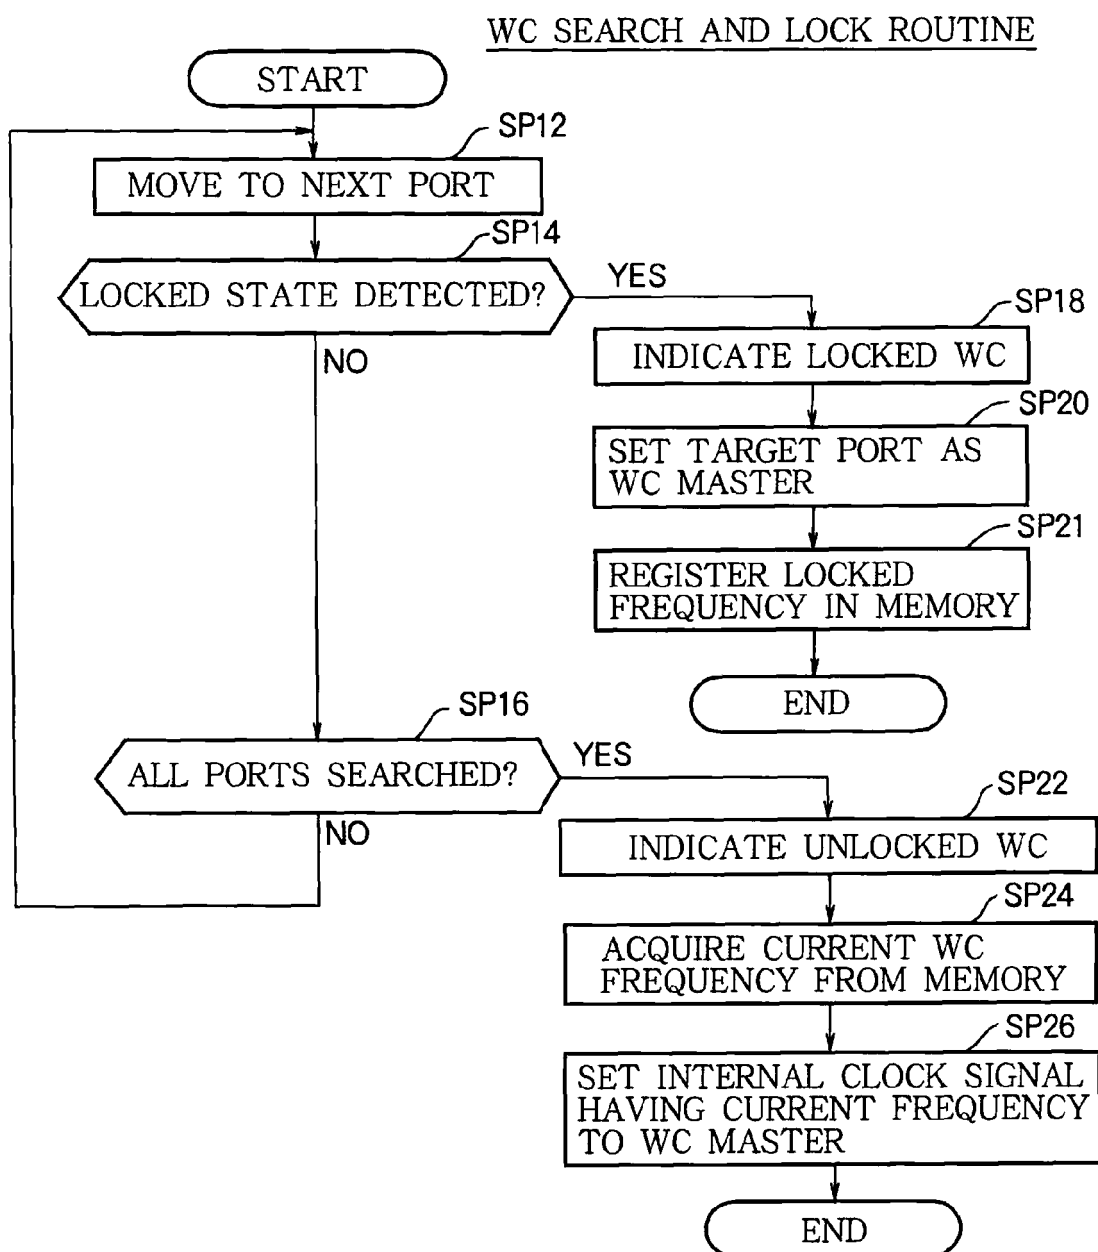 WC SEARCH AND LOCK ROUTINE
START
SP12
MOVE TO NEXT PORT
SP14
LOCKED STATE DETECTED?
YES
NO
SP18
INDICATE LOCKED WC
SP20
SET TARGET PORT AS
WC MASTER
SP21
REGISTER LOCKED
FREQUENCY IN MEMORY
END
SP16
ALL PORTS SEARCHED?
YES
NO
SP22
INDICATE UNLOCKED WC
SP24
ACQUIRE CURRENT WC
FREQUENCY FROM MEMORY
SP26
SET INTERNAL CLOCK SIGNAL
HAVING CURRENT FREQUENCY
TO WC MASTER
END